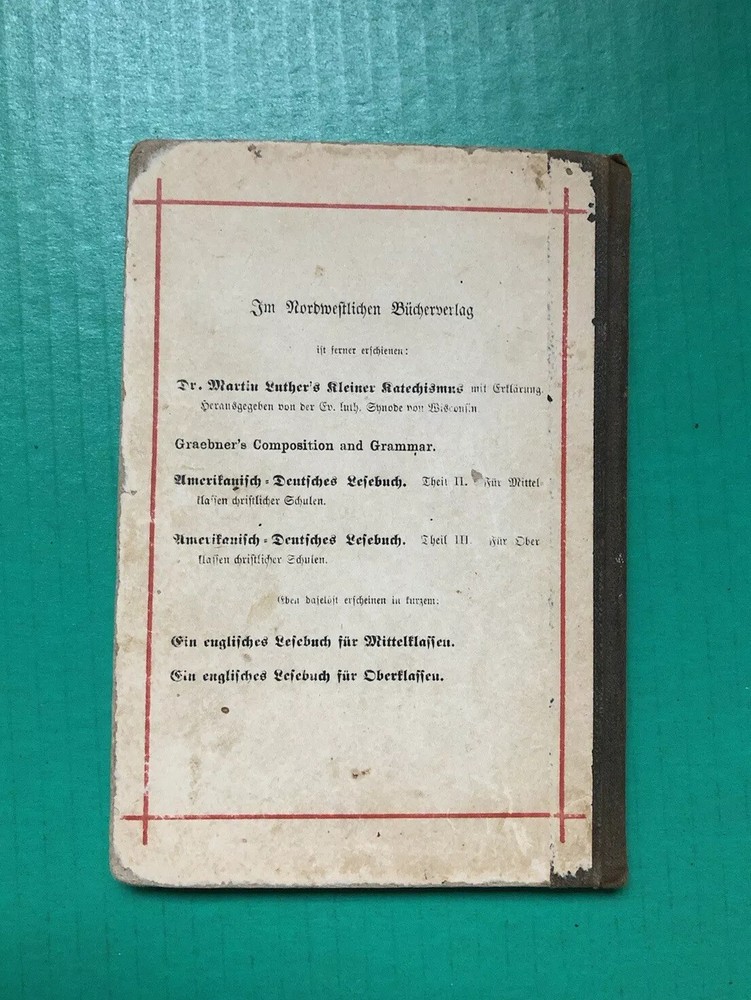 Im Nordwestlichen Bücherverlag
ist ferner erschienen:
Dr. Martin Luther's Kleiner Katechismus mit Erklärung.
Herausgegeben von der Ev. luth. Synode von Wisconsin
Graebner's Composition and Grammar.
Amerikanisch-Deutsches Lesebuch. Theil II. Für Mittel-
klassen christlicher Schulen.
Amerikanisch-Deutsches Lesebuch. Theil III. Für Ober
klassen christlicher Schulen.
Eben daselbst erscheinen in kurzem:
Ein englisches Lesebuch für Mittelklassen.
Ein englisches Lesebuch für Oberklassen.